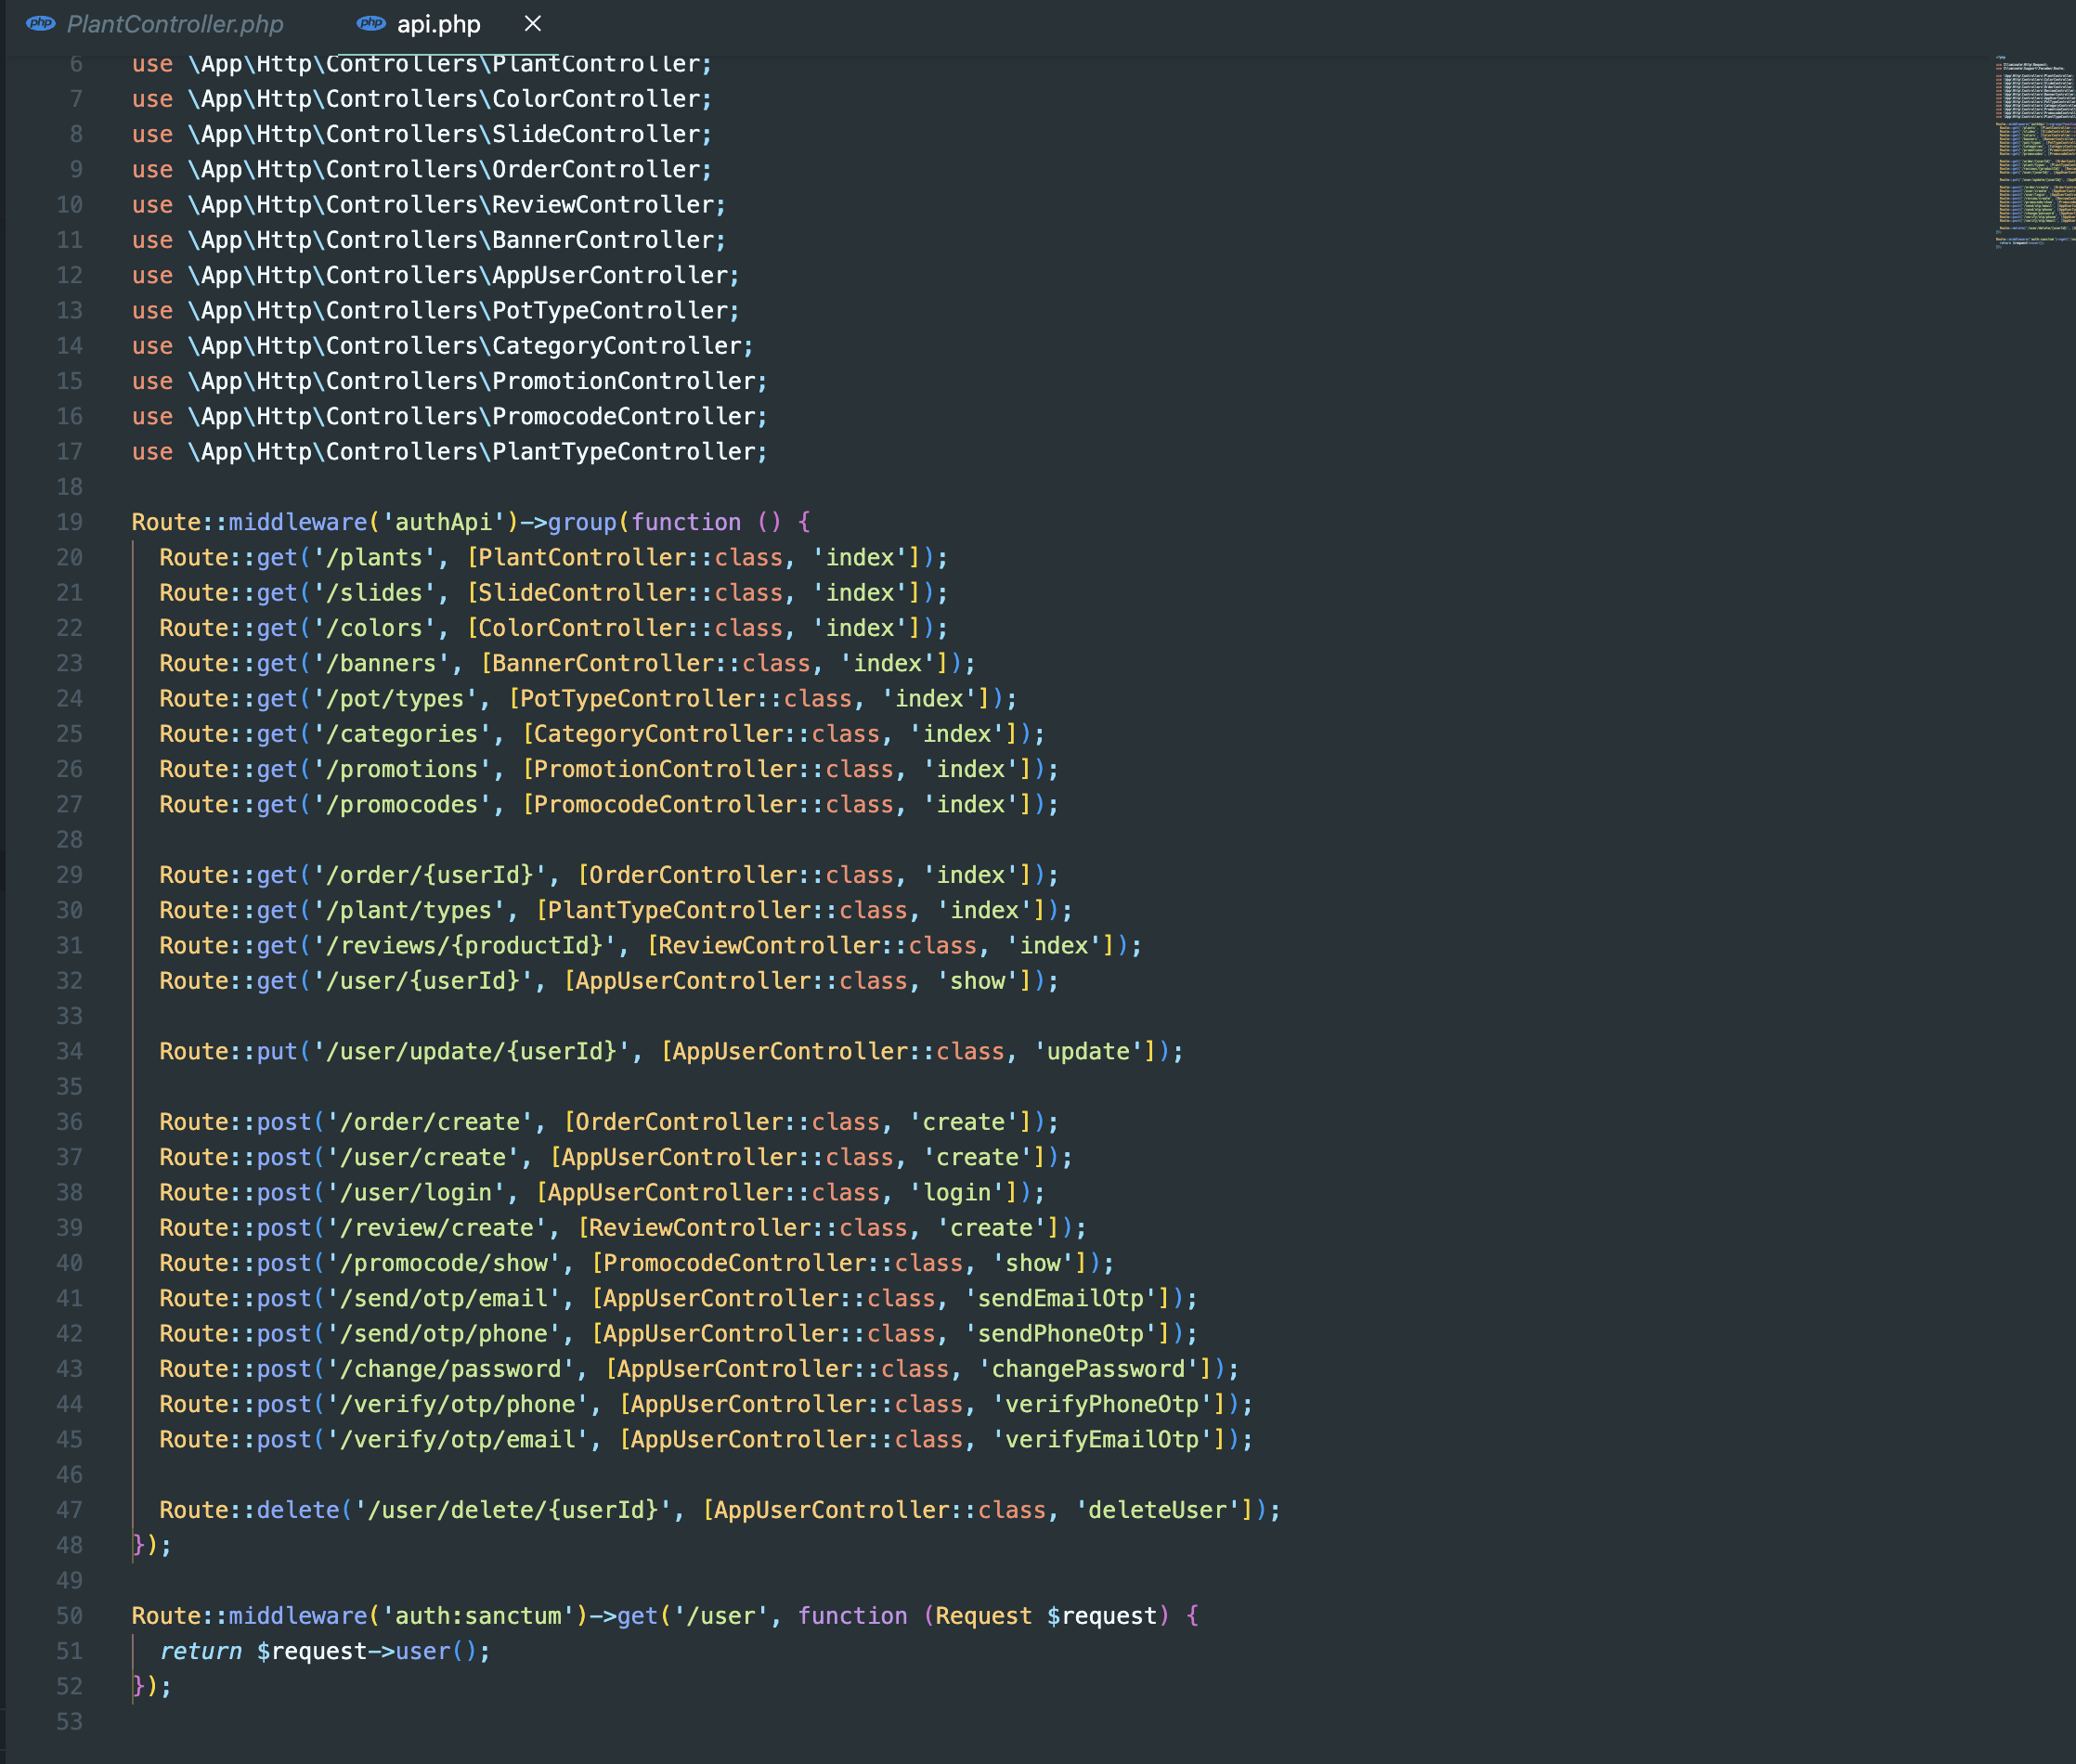 PlantController.php
api.php
6 use \App\Http\Controllers\PlantController;
7 use \App\Http\Controllers\ColorController;
8 use \App\Http\Controllers\SlideController;
9 use \App\Http\Controllers\OrderController;
10 use \App\Http\Controllers\ReviewController;
11 use \App\Http\Controllers\BannerController;
12 use \App\Http\Controllers\AppUserController;
13 use \App\Http\Controllers\PotTypeController;
14 use \App\Http\Controllers\CategoryController;
15 use \App\Http\Controllers\PromotionController;
16 use \App\Http\Controllers\PromocodeController;
17 use \App\Http\Controllers\PlantTypeController;
18
19 Route::middleware('authApi')->group(function () {
20   Route::get('/plants', [PlantController::class, 'index']);
21   Route::get('/slides', [SlideController::class, 'index']);
22   Route::get('/colors', [ColorController::class, 'index']);
23   Route::get('/banners', [BannerController::class, 'index']);
24   Route::get('/pot/types', [PotTypeController::class, 'index']);
25   Route::get('/categories', [CategoryController::class, 'index']);
26   Route::get('/promotions', [PromotionController::class, 'index']);
27   Route::get('/promocodes', [PromocodeController::class, 'index']);
28
29   Route::get('/order/{userId}', [OrderController::class, 'index']);
30   Route::get('/plant/types', [PlantTypeController::class, 'index']);
31   Route::get('/reviews/{productId}', [ReviewController::class, 'index']);
32   Route::get('/user/{userId}', [AppUserController::class, 'show']);
33
34   Route::put('/user/update/{userId}', [AppUserController::class, 'update']);
35
36   Route::post('/order/create', [OrderController::class, 'create']);
37   Route::post('/user/create', [AppUserController::class, 'create']);
38   Route::post('/user/login', [AppUserController::class, 'login']);
39   Route::post('/review/create', [ReviewController::class, 'create']);
40   Route::post('/promocode/show', [PromocodeController::class, 'show']);
41   Route::post('/send/otp/email', [AppUserController::class, 'sendEmailOtp']);
42   Route::post('/send/otp/phone', [AppUserController::class, 'sendPhoneOtp']);
43   Route::post('/change/password', [AppUserController::class, 'changePassword']);
44   Route::post('/verify/otp/phone', [AppUserController::class, 'verifyPhoneOtp']);
45   Route::post('/verify/otp/email', [AppUserController::class, 'verifyEmailOtp']);
46
47   Route::delete('/user/delete/{userId}', [AppUserController::class, 'deleteUser']);
48 });
49
50 Route::middleware('auth:sanctum')->get('/user', function (Request $request) {
51   return $request->user();
52 });
53